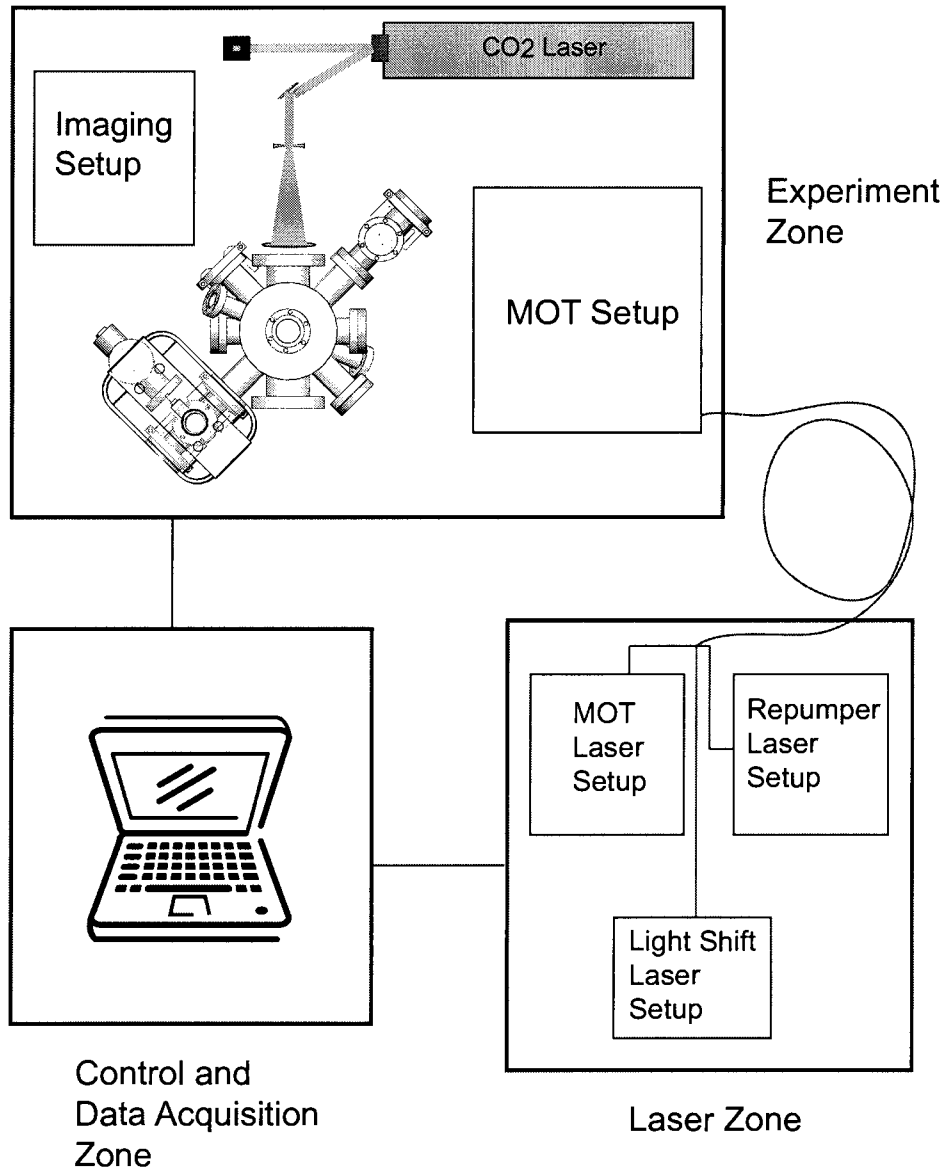 CO2 Laser
Imaging
Setup
Experiment
Zone
MOT Setup
MOT
Laser
Setup
Repumper
Laser
Setup
Light Shift
Laser
Setup
Control and
Data Acquisition
Zone
Laser Zone